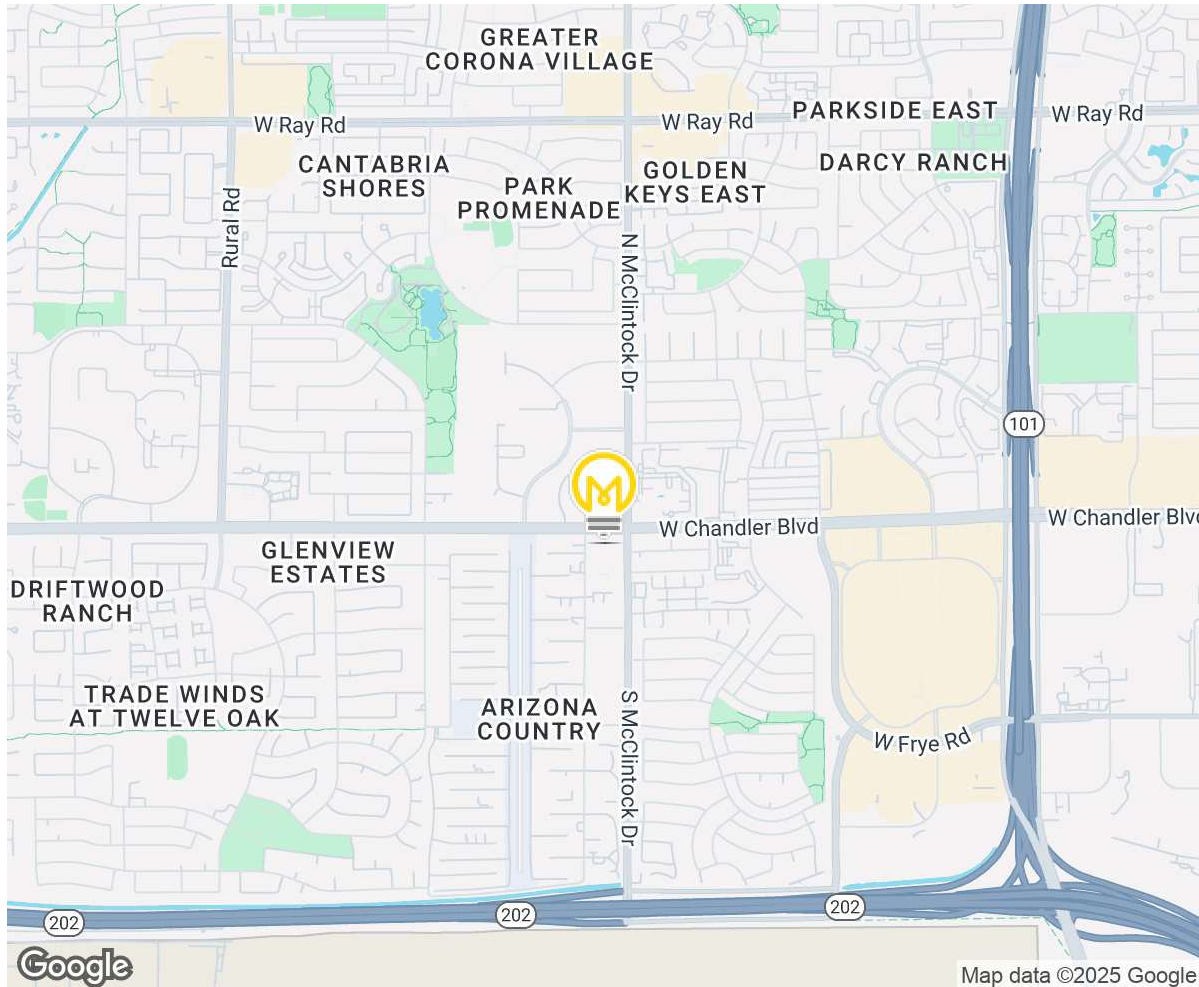 GREATER
CORONA VILLAGE
W Ray Rd
W Ray Rd
PARKSIDE EAST
W Ray Rd
CANTABRIA
SHORES
PARK
PROMENADE
GOLDEN
KEYS EAST
DARCY RANCH
Rural Rd
N McClintock Dr
101
M
W Chandler Blvd
W Chandler Blvd
GLENVIEW
ESTATES
DRIFTWOOD
RANCH
TRADE WINDS
AT TWELVE OAK
ARIZONA
COUNTRY
S McClintock Dr
W Frye Rd
202
202
202
Google
Map data ©2025 Google